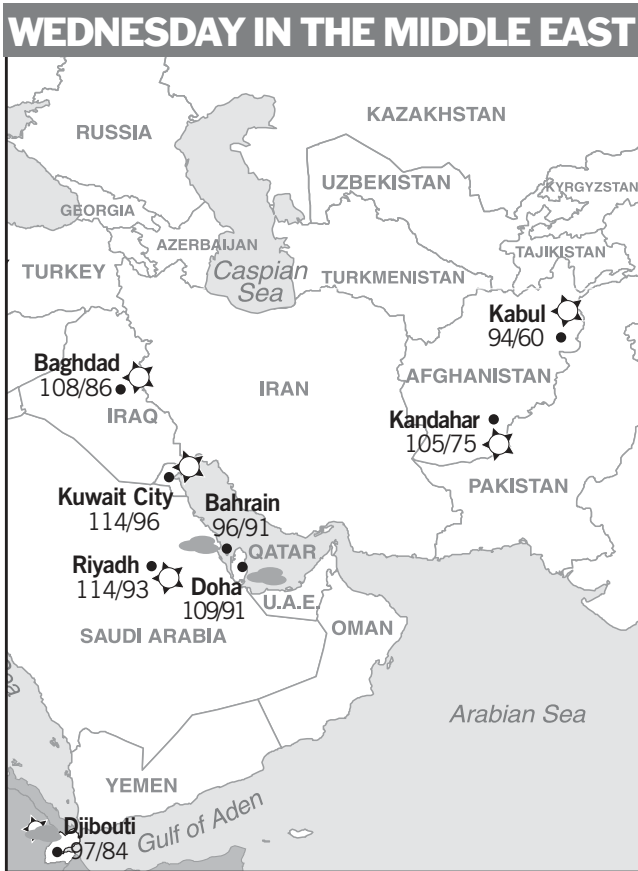 WEDNESDAY IN THE MIDDLE EAST
KAZAKHSTAN
RUSSIA
UZBEKISTAN
KYRGYZSTAN
GEORGIA
AZERBAIJAN
TAJIKISTAN
TURKEY
Caspian
Sea
TURKMENISTAN
Kabul
94/60
Baghdad
108/86
IRAN
AFGHANISTAN
IRAQ
Kandahar
105/75
PAKISTAN
Kuwait City
114/96
Bahrain
96/91
QATAR
Riyadh
114/93
Doha
109/91
U.A.E.
OMAN
SAUDI ARABIA
Arabian Sea
YEMEN
Djibouti
97/84
Gulf of Aden